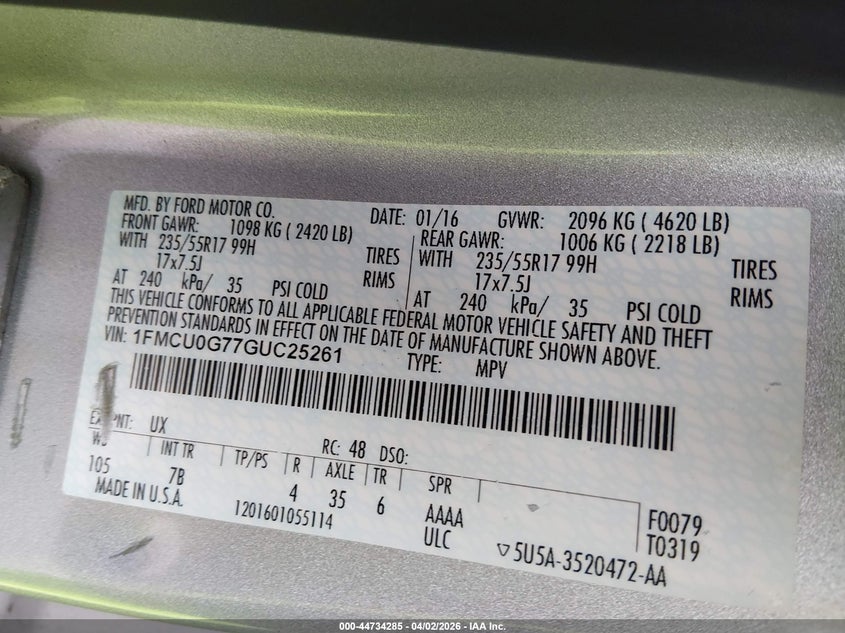 MFD. BY FORD MOTOR CO.
DATE: 01/16 GVWR: 2096 KG ( 4620 LB)
FRONT GAWR: 1098 KG ( 2420 LB)
WITH 235/55R17 99H TIRES
17x7.5J RIMS
AT 240 kPa/ 35 PSI COLD
REAR GAWR: 1006 KG ( 2218 LB)
WITH 235/55R17 99H TIRES
17x7.5J RIMS
AT 240 kPa/ 35 PSI COLD
THIS VEHICLE CONFORMS TO ALL APPLICABLE FEDERAL MOTOR VEHICLE SAFETY AND THEFT
PREVENTION STANDARDS IN EFFECT ON THE DATE OF MANUFACTURE SHOWN ABOVE.
VIN: 1FMCU0G77GUC25261 TYPE: MPV
PNT: UX RC: 48 DSO:
INT TR TP/PS R AXLE TR SPR
105 7B 4 35 6 AAAA F0079
MADE IN U.S.A. 1201601055114 ULC T0319
5U5A-3520472-AA
000-44734285 - 04/02/2026 - IAA Inc.